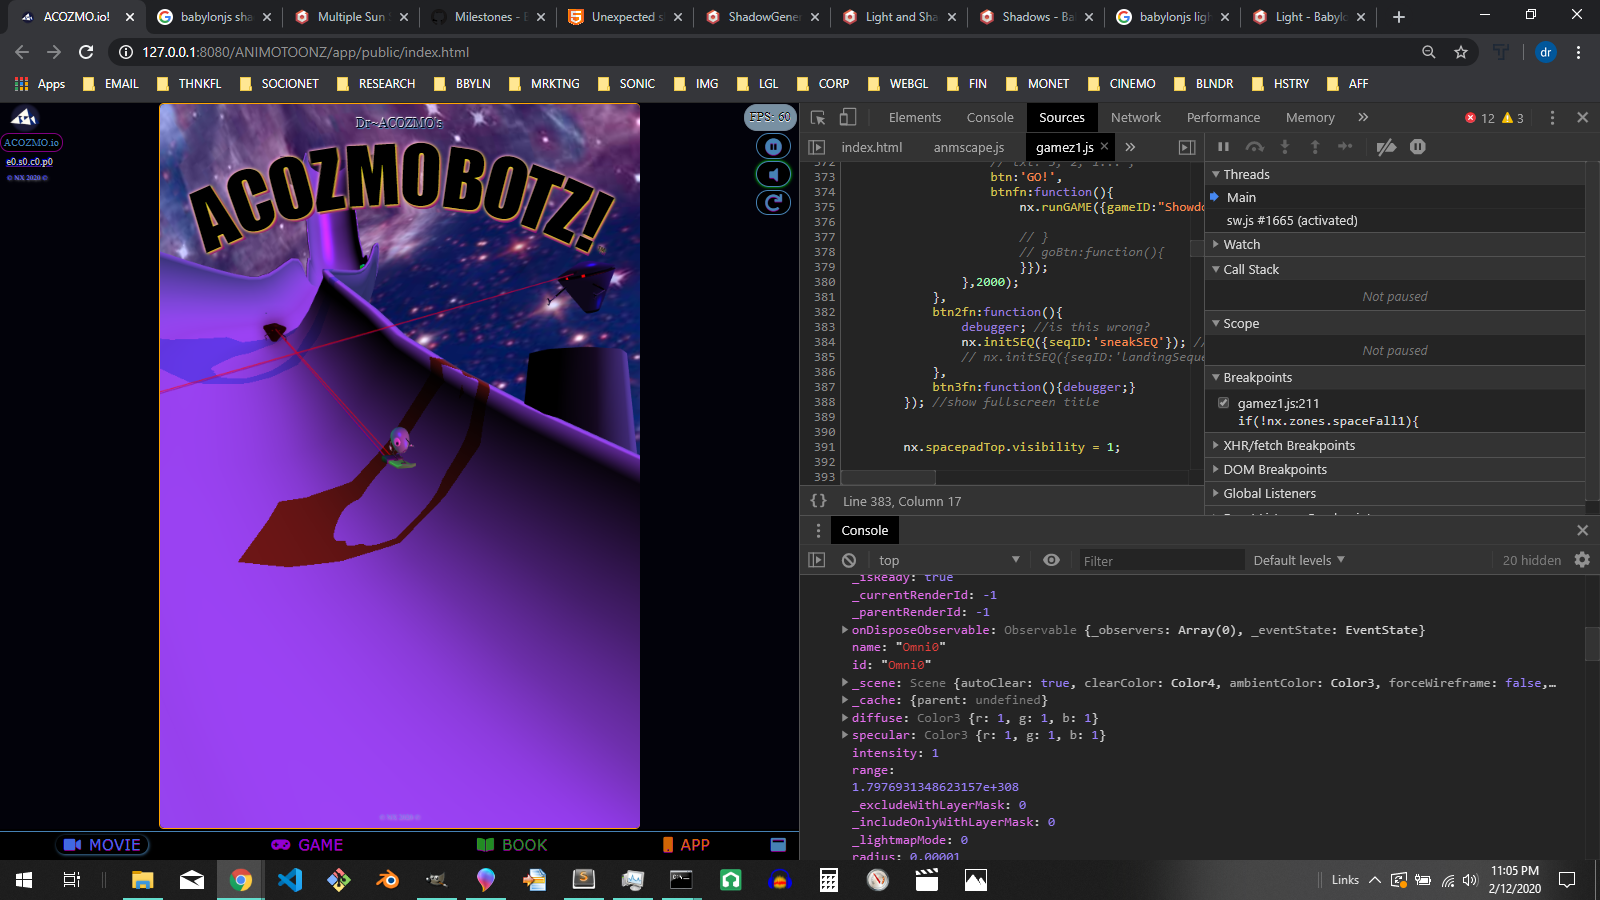 ACOZMO.io!
babylonjs sha
Multiple Sun
Milestones - B
Unexpected s
ShadowGener
Light and Sha
Shadows - Ba
babylonjs ligh
Light - Babylo
127.0.0.1:8080/ANIMOTOONZ/app/public/index.html
dr
Apps EMAIL THNKFL SOCIONET RESEARCH BBYLN MRKTNG SONIC IMG LGL CORP WEBGL FIN MONET CINEMO BLNDR HSTRY AFF
ACOZMO.io
e0.s0.c0.p0
© NX 2020 ©
Dr~ACOZMO's
ACOZMOBOTZ!
FPS: 60
© NX 2020 ©
MOVIE GAME BOOK APP
Elements Console Sources Network Performance Memory » 12 3
index.html anmscape.js gamez1.js »
372 // txt: 3, 2, 1... ,
373 btn:'GO!',
374 btnfn:function(){
375 nx.runGAME({gameID:"Showdo
376
377 // }
378 // goBtn:function(){
379 }});
380 },2000);
381 },
382 btn2fn:function(){
383 debugger; //is this wrong?
384 nx.initSEQ({seqID:'sneakSEQ'}); /
385 // nx.initSEQ({seqID:'landingSeque
386 },
387 btn3fn:function(){debugger;}
388 }); //show fullscreen title
389
390
391 nx.spacepadTop.visibility = 1;
392
393
{} Line 383, Column 17
Threads
Main
sw.js #1665 (activated)
Watch
Call Stack
Not paused
Scope
Not paused
Breakpoints
gamez1.js:211
if(!nx.zones.spaceFall1){
XHR/fetch Breakpoints
DOM Breakpoints
Global Listeners
Console
top Filter Default levels 20 hidden
_isReady: true
_currentRenderId: -1
_parentRenderId: -1
onDisposeObservable: Observable {_observers: Array(0), _eventState: EventState}
name: "Omni0"
id: "Omni0"
_scene: Scene {autoClear: true, clearColor: Color4, ambientColor: Color3, forceWireframe: false,…
_cache: {parent: undefined}
diffuse: Color3 {r: 1, g: 1, b: 1}
specular: Color3 {r: 1, g: 1, b: 1}
intensity: 1
range:
1.7976931348623157e+308
_excludeWithLayerMask: 0
_includeOnlyWithLayerMask: 0
_lightmapMode: 0
radius: 0.00001
Links
11:05 PM
2/12/2020